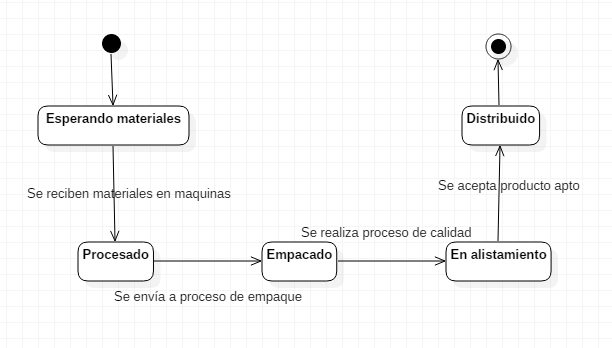 Esperando materiales
Distribuido
Se reciben materiales en maquinas
Se acepta producto apto
Se realiza proceso de calidad
Procesado
Empacado
En alistamiento
Se envía a proceso de empaque